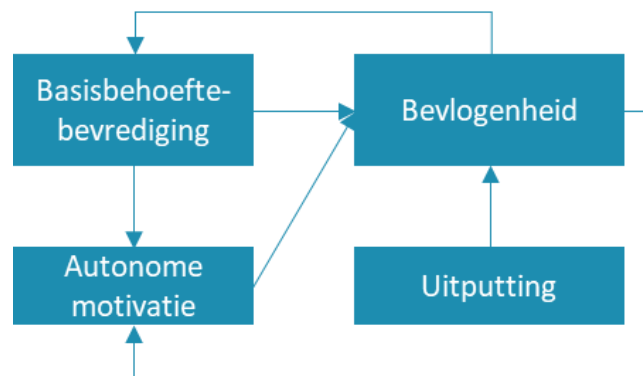 Basisbehoefte-
bevrediging
Bevlogenheid
Autonome
motivatie
Uitputting